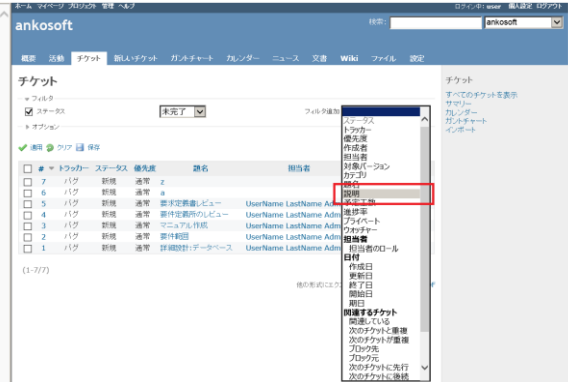 ホーム マイページ プロジェクト 管理 ヘルプ
ログイン中: user 個人設定 ログアウト
ankosoft
検索:
ankosoft
概要 活動 チケット 新しいチケット ガントチャート カレンダー ニュース 文書 Wiki ファイル 設定
チケット
フィルタ
ステータス
未完了
フィルタ追加
オプション
適用 クリア 保存
# トラッカー ステータス 優先度 題名 担当者
7 バグ 新規 通常 z
6 バグ 新規 通常 a
5 バグ 新規 通常 要求定義書レビュー UserName LastName Adm
4 バグ 新規 通常 要件定義所のレビュー UserName LastName Adm
3 バグ 新規 通常 マニュアル作成 UserName LastName Adm
2 バグ 新規 通常 要件範囲 UserName LastName Adm
1 バグ 新規 通常 詳細設計:データベース UserName LastName Adm
(1-7/7)
他の形式にエク
ステータス
トラッカー
優先度
作成者
担当者
対象バージョン
カテゴリ
題名
説明
予定工数
進捗率
プライベート
ウォッチャー
担当者
担当者のロール
日付
作成日
更新日
終了日
開始日
期日
関連するチケット
関連している
次のチケットと重複
次のチケットが重複
ブロック先
ブロック元
次のチケットに先行
次のチケットに後続
チケット
すべてのチケットを表示
サマリー
カレンダー
ガントチャート
インポート